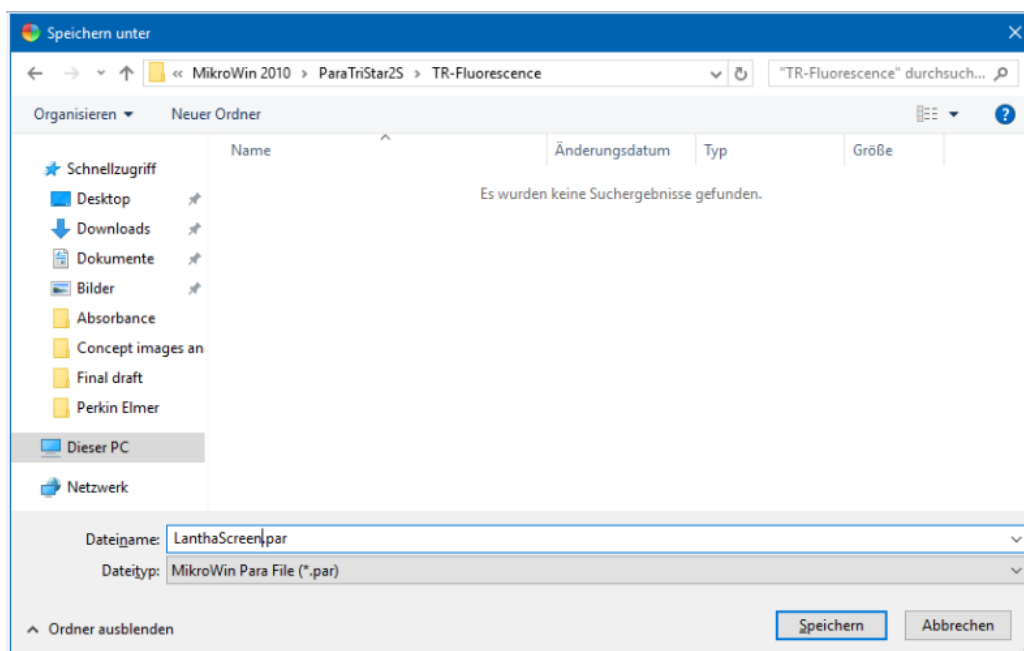 Speichern unter
« MikroWin 2010 › ParaTriStar2S › TR-Fluorescence "TR-Fluorescence" durchsuch...
Organisieren Neuer Ordner
Name Änderungsdatum Typ Größe
Es wurden keine Suchergebnisse gefunden.
Schnellzugriff
Desktop
Downloads
Dokumente
Bilder
Absorbance
Concept images an
Final draft
Perkin Elmer
Dieser PC
Netzwerk
Dateiname: LanthaScreen.par
Dateityp: MikroWin Para File (*.par)
Ordner ausblenden Speichern Abbrechen